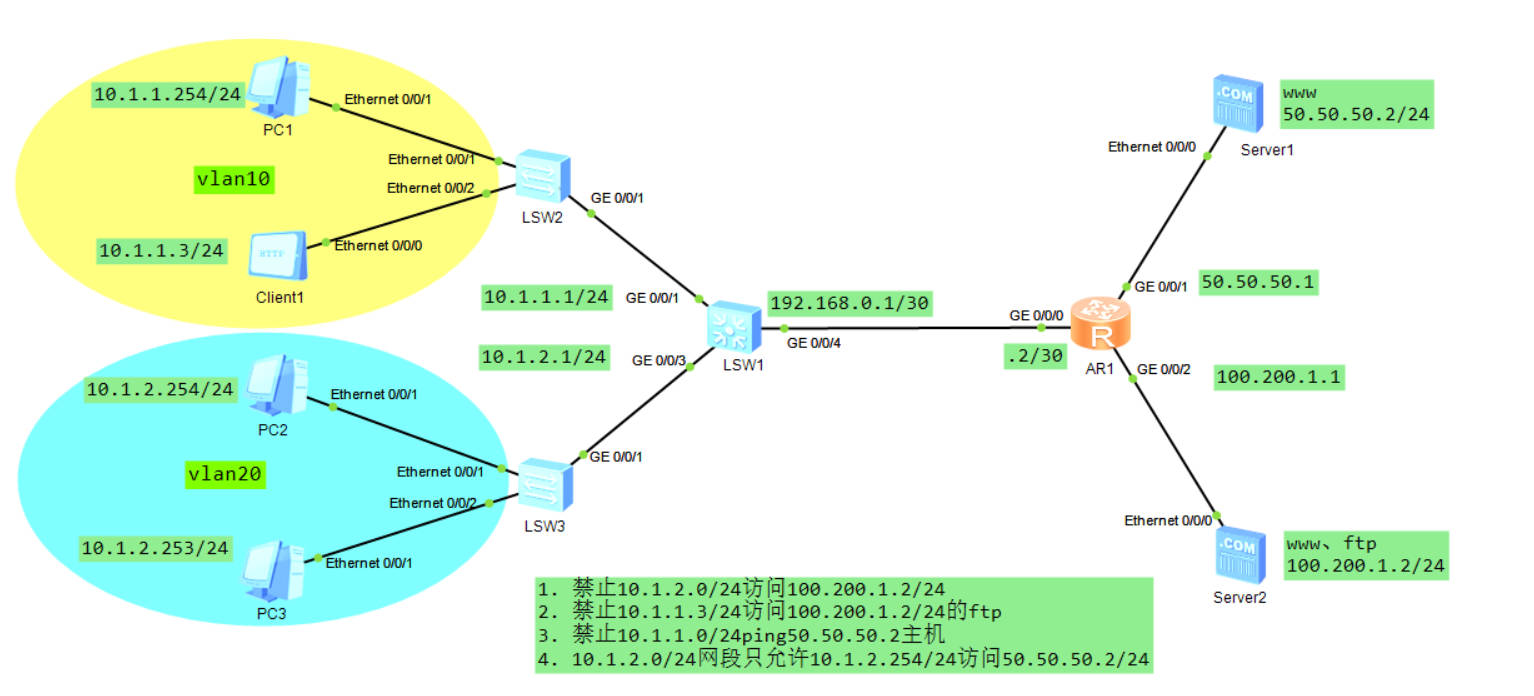 10.1.1.254/24
PC1
Ethernet 0/0/1
vlan10
Ethernet 0/0/1
Ethernet 0/0/2
LSW2
GE 0/0/1
10.1.1.3/24
HTTP
Ethernet 0/0/0
Client1
10.1.1.1/24
GE 0/0/1
192.168.0.1/30
10.1.2.1/24
GE 0/0/3
LSW1
GE 0/0/4
GE 0/0/0
.2/30
R
AR1
GE 0/0/1
50.50.50.1
GE 0/0/2
100.200.1.1
.COM
www
50.50.50.2/24
Ethernet 0/0/0
Server1
10.1.2.254/24
Ethernet 0/0/1
PC2
vlan20
Ethernet 0/0/1
Ethernet 0/0/2
GE 0/0/1
LSW3
10.1.2.253/24
Ethernet 0/0/1
PC3
Ethernet 0/0/0
.COM
www、ftp
100.200.1.2/24
Server2
1. 禁止10.1.2.0/24访问100.200.1.2/24
2. 禁止10.1.1.3/24访问100.200.1.2/24的ftp
3. 禁止10.1.1.0/24ping50.50.50.2主机
4. 10.1.2.0/24网段只允许10.1.2.254/24访问50.50.50.2/24